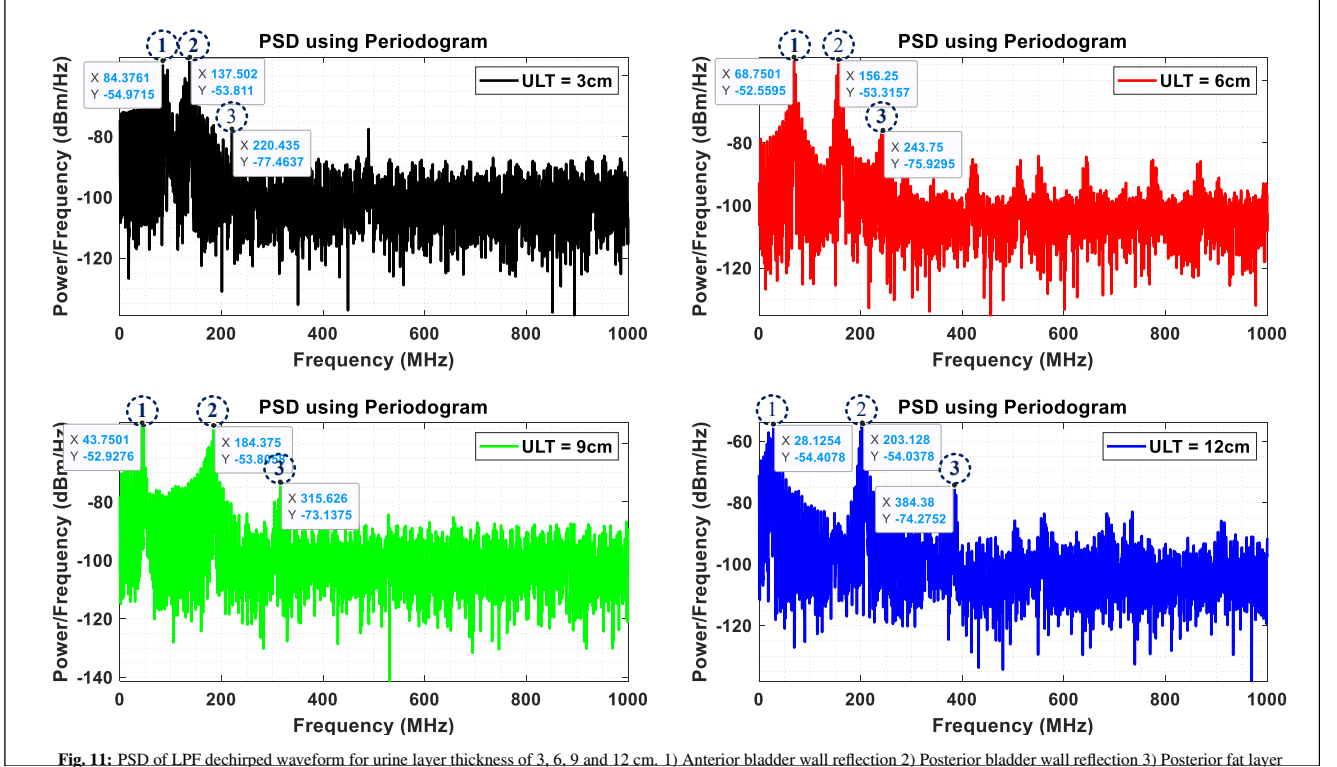 1 2
PSD using Periodogram
X 84.3761
Y -54.9715
X 137.502
Y -53.811
3
X 220.435
Y -77.4637
ULT = 3cm
Power/Frequency (dBm/Hz)
-80
-100
-120
0 200 400 600 800 1000
Frequency (MHz)
1 2
PSD using Periodogram
X 68.7501
Y -52.5595
X 156.25
Y -53.3157
3
X 243.75
Y -75.9295
ULT = 6cm
Power/Frequency (dBm/Hz)
-80
-100
-120
0 200 400 600 800 1000
Frequency (MHz)
1 2
PSD using Periodogram
X 43.7501
Y -52.9276
X 184.375
3
X 315.626
Y -73.1375
ULT = 9cm
Power/Frequency (dBm/Hz)
-80
-100
-120
-140
0 200 400 600 800 1000
Frequency (MHz)
1 2
PSD using Periodogram
X 28.1254
Y -54.4078
X 203.128
Y -54.0378
3
X 384.38
Y -74.2752
ULT = 12cm
Power/Frequency (dBm/Hz)
-60
-80
-100
-120
0 200 400 600 800 1000
Frequency (MHz)
Fig. 11: PSD of LPF dechirped waveform for urine layer thickness of 3, 6, 9 and 12 cm. 1) Anterior bladder wall reflection 2) Posterior bladder wall reflection 3) Posterior fat layer